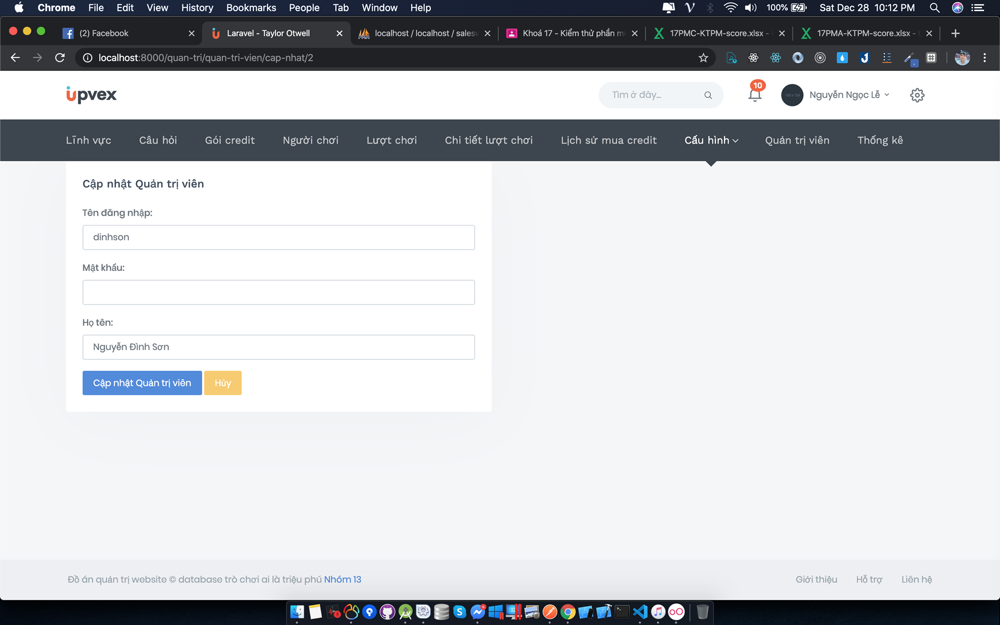 Chrome File Edit View History Bookmarks People Tab Window Help 100% Sat Dec 28 10:12 PM
(2) Facebook Laravel - Taylor Otwell localhost / localhost / salesw Khoá 17 - Kiểm thử phần m 17PMC-KTPM-score.xlsx - 17PMA-KTPM-score.xlsx -
localhost:8000/quan-tri/quan-tri-vien/cap-nhat/2
upvex Tìm ở đây... 10 150 x 150 Nguyễn Ngọc Lễ
Lĩnh vực Câu hỏi Gói credit Người chơi Lượt chơi Chi tiết lượt chơi Lịch sử mua credit Cấu hình Quản trị viên Thống kê
Cập nhật Quản trị viên
Tên đăng nhập:
dinhson
Mật khẩu:
Họ tên:
Nguyễn Đình Sơn
Cập nhật Quản trị viên Hủy
Đồ án quản trị website © database trò chơi ai là triệu phú Nhóm 13 Giới thiệu Hỗ trợ Liên hệ